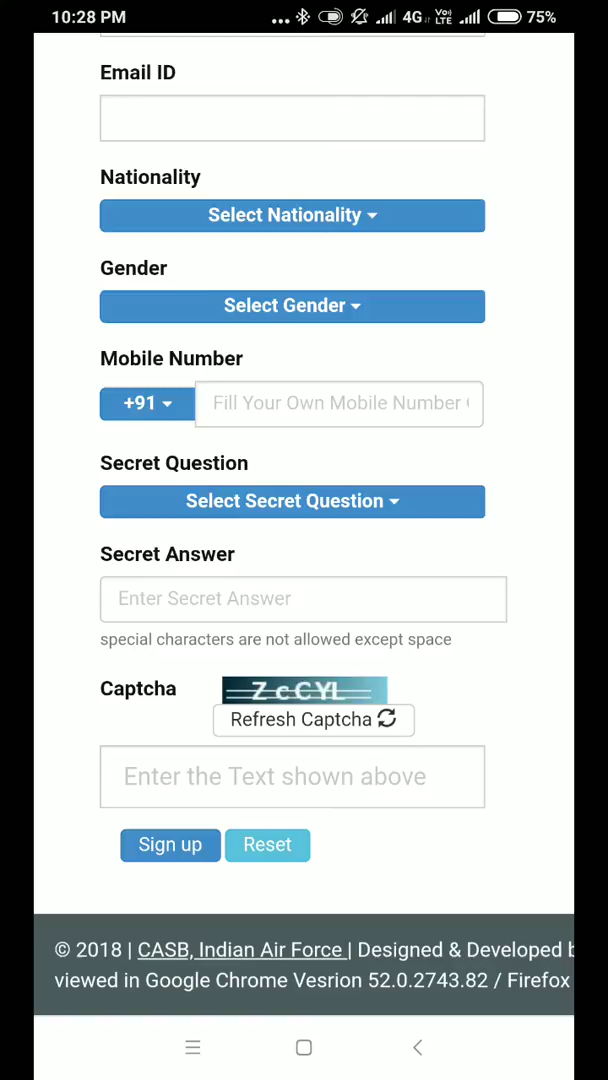 10:28 PM ... 4G Vo) LTE 75%
Email ID
Nationality
Select Nationality
Gender
Select Gender
Mobile Number
+91 Fill Your Own Mobile Number
Secret Question
Select Secret Question
Secret Answer
Enter Secret Answer
special characters are not allowed except space
Captcha ZcCYL
Refresh Captcha
Enter the Text shown above
Sign up Reset
© 2018 | CASB, Indian Air Force | Designed & Developed
viewed in Google Chrome Vesrion 52.0.2743.82 / Firefox